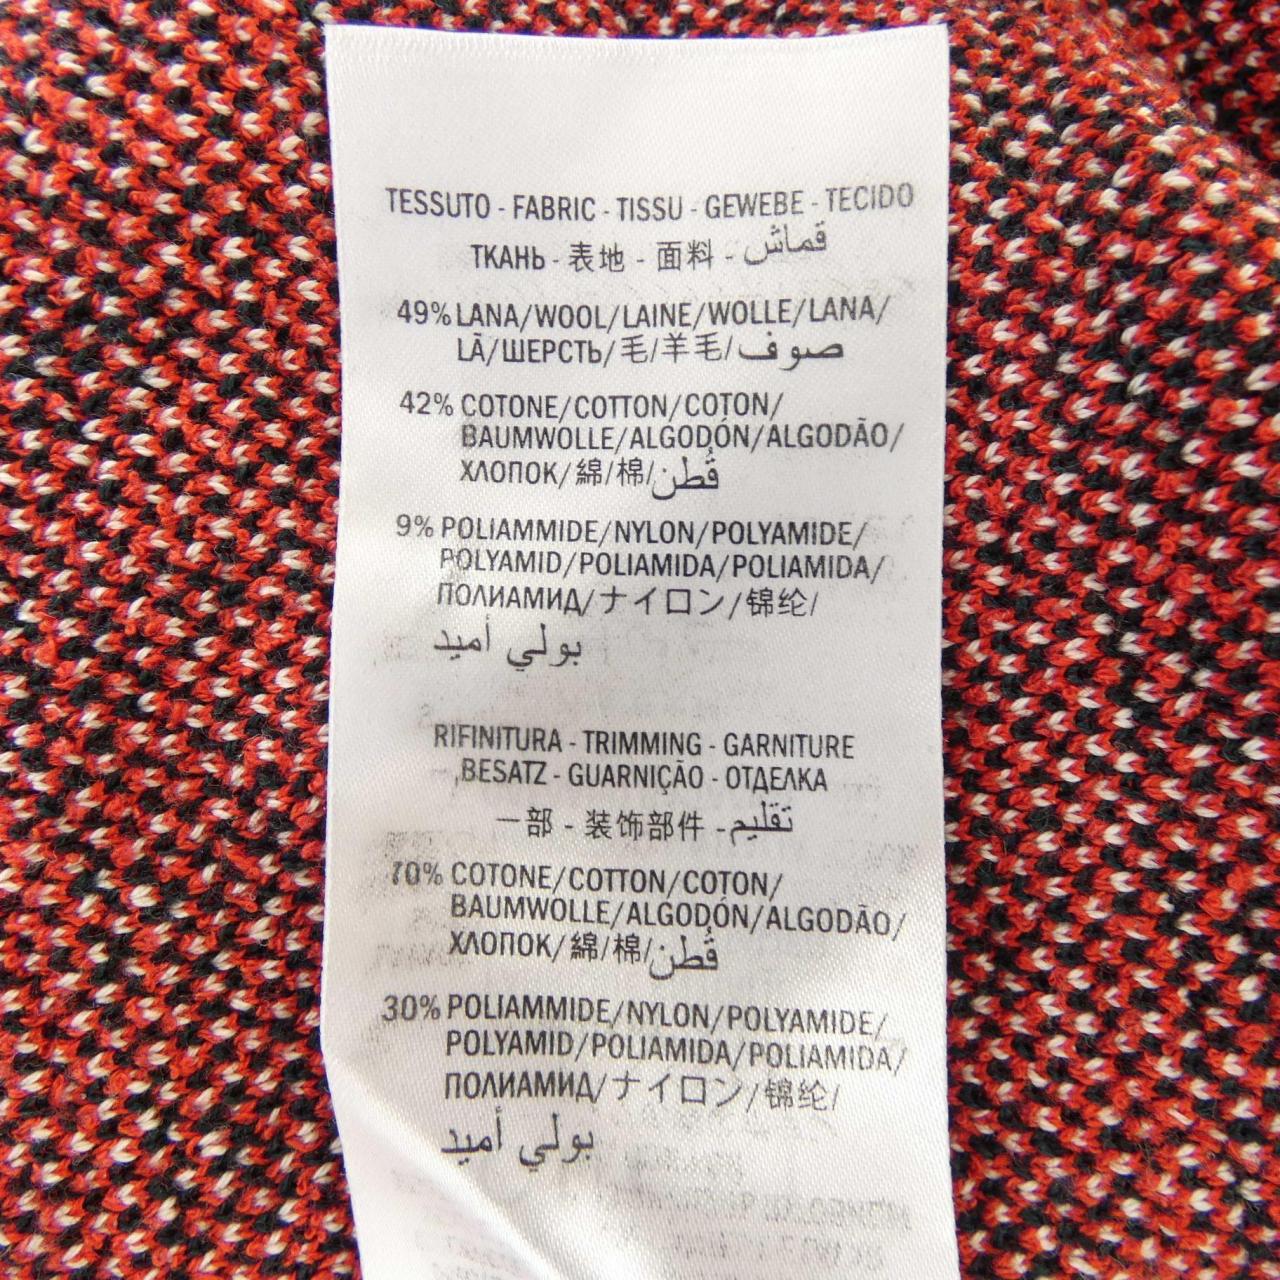 TESSUTO - FABRIC - TISSU - GEWEBE - TECIDO
ТКАНЬ - 表地 - 面料 - قماش
49% LANA/WOOL/LAINE/WOLLE/LANA/
LÃ/ШЕРСТЬ/毛/羊毛/صوف
42% COTONE/COTTON/COTON/
BAUMWOLLE/ALGODÓN/ALGODÃO/
ХЛОПОК/綿/棉/قُطن
9% POLIAMMIDE/NYLON/POLYAMIDE/
POLYAMID/POLIAMIDA/POLIAMIDA/
ПОЛИАМИД/ナイロン/锦纶/
بولي أميد
RIFINITURA - TRIMMING - GARNITURE
BESATZ - GUARNIÇÃO - ОТДЕЛКА
一部 - 装饰部件 - تقليم
70% COTONE/COTTON/COTON/
BAUMWOLLE/ALGODÓN/ALGODÃO/
ХЛОПОК/綿/棉/قُطن
30% POLIAMMIDE/NYLON/POLYAMIDE/
POLYAMID/POLIAMIDA/POLIAMIDA/
ПОЛИАМИД/ナイロン/锦纶/
بولي أميد